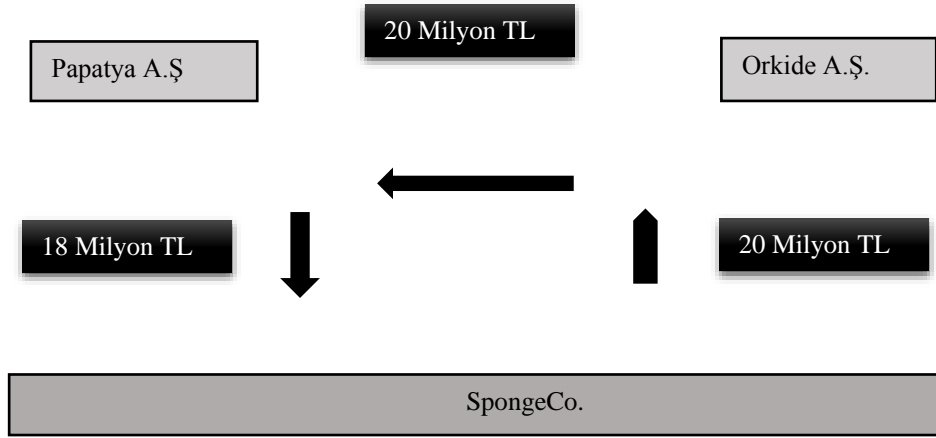 20 Milyon TL
Papatya A.Ş
Orkide A.Ş.
18 Milyon TL
20 Milyon TL
SpongeCo.